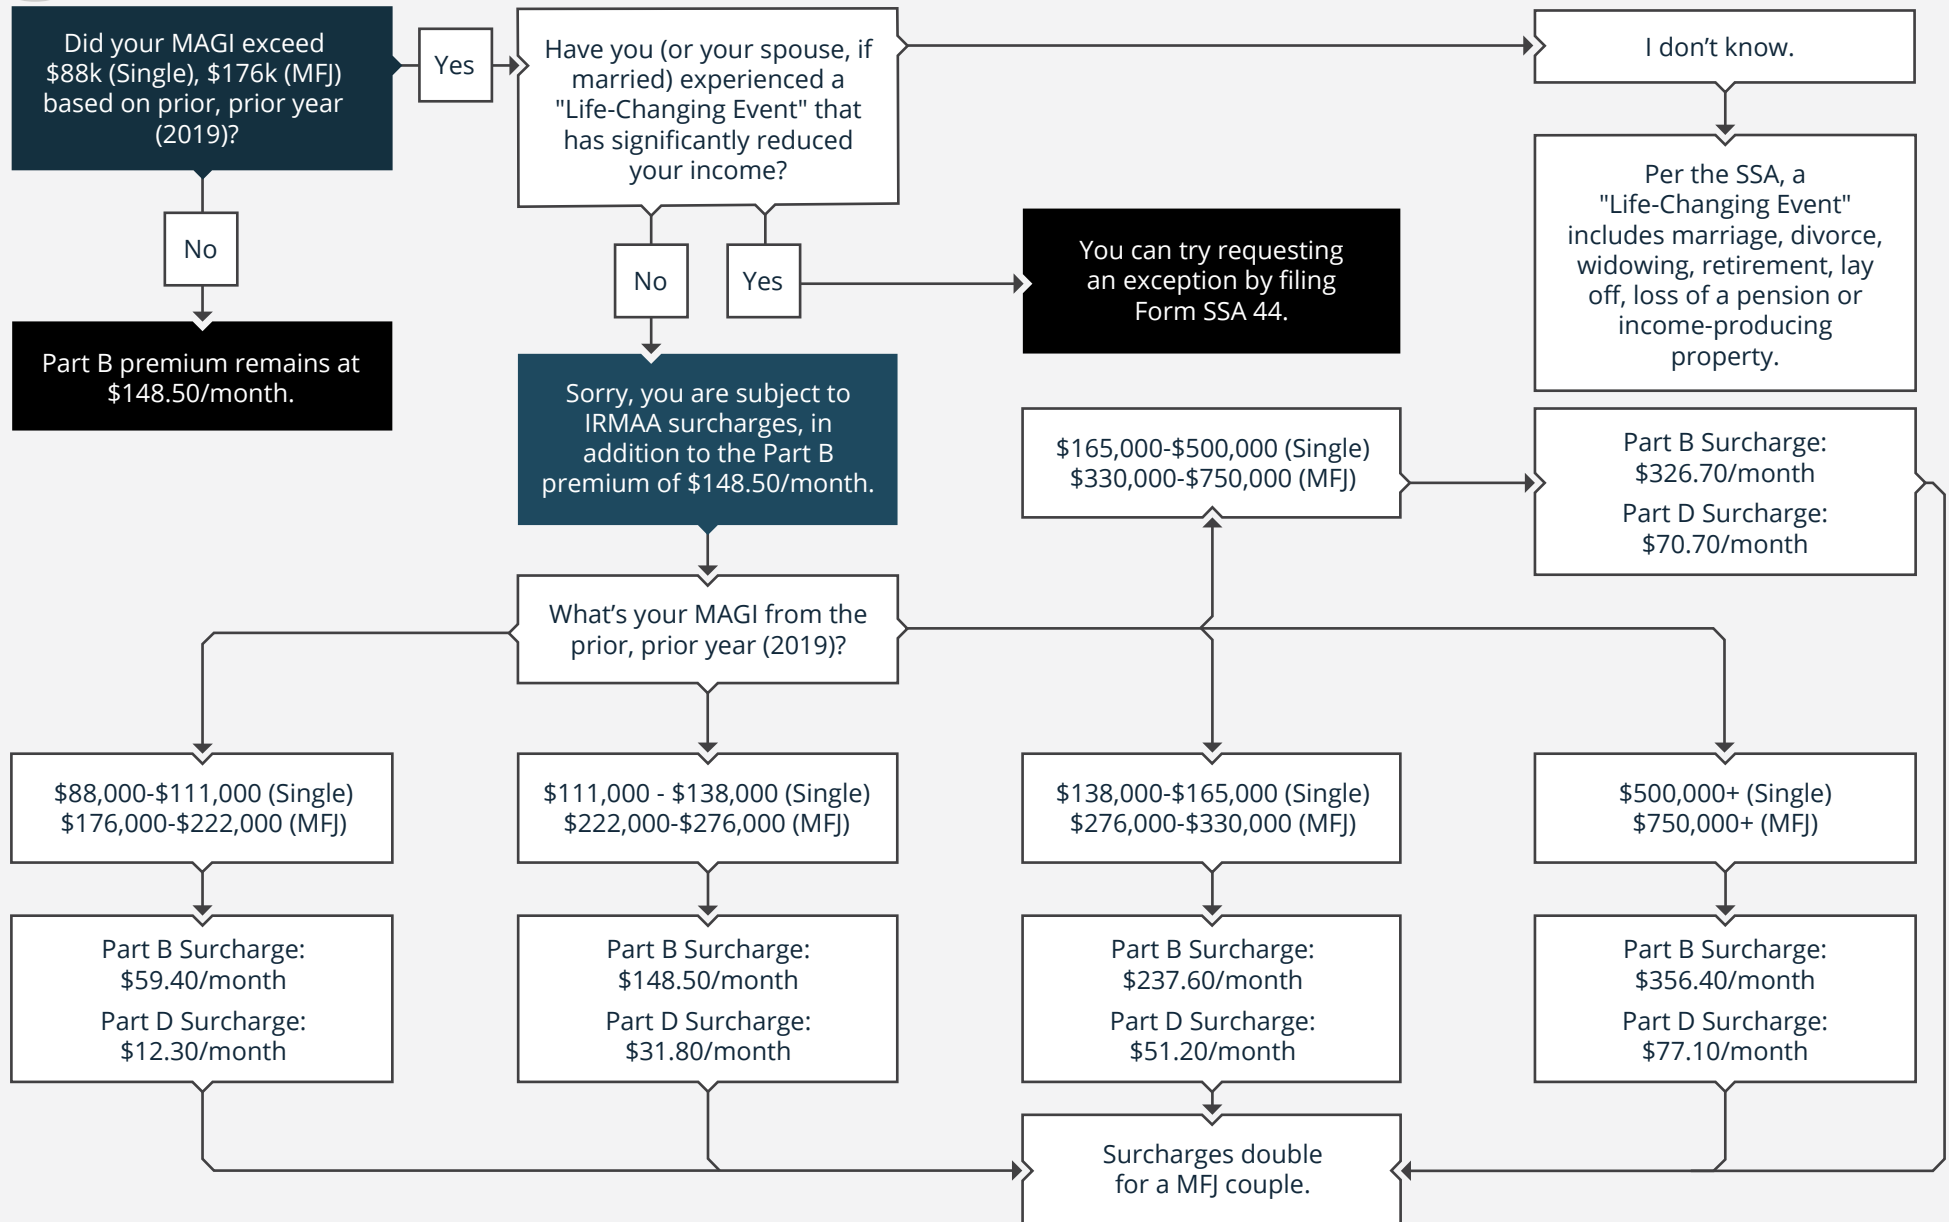 Did your MAGI exceed
$88k (Single), $176k (MFJ)
based on prior, prior year
(2019)?
Yes
Have you (or your spouse, if
married) experienced a
"Life-Changing Event" that
has significantly reduced
your income?
I don’t know.
Per the SSA, a
"Life-Changing Event"
includes marriage, divorce,
widowing, retirement, lay
off, loss of a pension or
income-producing
property.
No
Part B premium remains at
$148.50/month.
No
Yes
You can try requesting
an exception by filing
Form SSA 44.
Sorry, you are subject to
IRMAA surcharges, in
addition to the Part B
premium of $148.50/month.
What’s your MAGI from the
prior, prior year (2019)?
$165,000-$500,000 (Single)
$330,000-$750,000 (MFJ)
Part B Surcharge:
$326.70/month
Part D Surcharge:
$70.70/month
$88,000-$111,000 (Single)
$176,000-$222,000 (MFJ)
Part B Surcharge:
$59.40/month
Part D Surcharge:
$12.30/month
$111,000 - $138,000 (Single)
$222,000-$276,000 (MFJ)
Part B Surcharge:
$148.50/month
Part D Surcharge:
$31.80/month
$138,000-$165,000 (Single)
$276,000-$330,000 (MFJ)
Part B Surcharge:
$237.60/month
Part D Surcharge:
$51.20/month
$500,000+ (Single)
$750,000+ (MFJ)
Part B Surcharge:
$356.40/month
Part D Surcharge:
$77.10/month
Surcharges double
for a MFJ couple.